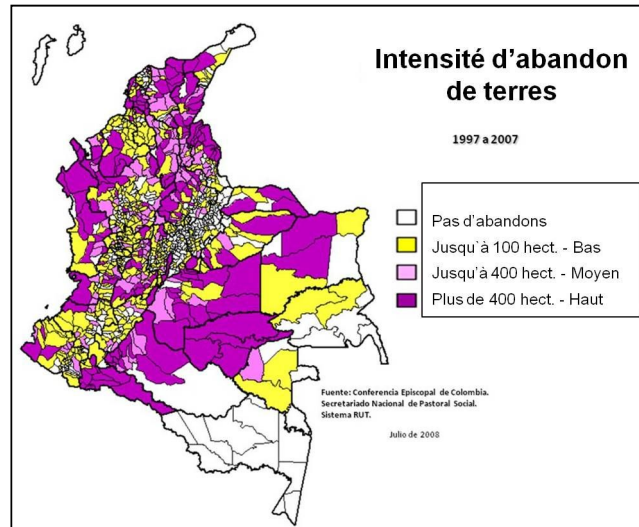 Intensité d’abandon
de terres
1997 a 2007
Pas d’abandons
Jusqu`à 100 hect. - Bas
Jusqu’à 400 hect. - Moyen
Plus de 400 hect. - Haut
Fuente: Conferencia Episcopal de Colombia.
Secretariado Nacional de Pastoral Social.
Sistema RUT.
Julio de 2008